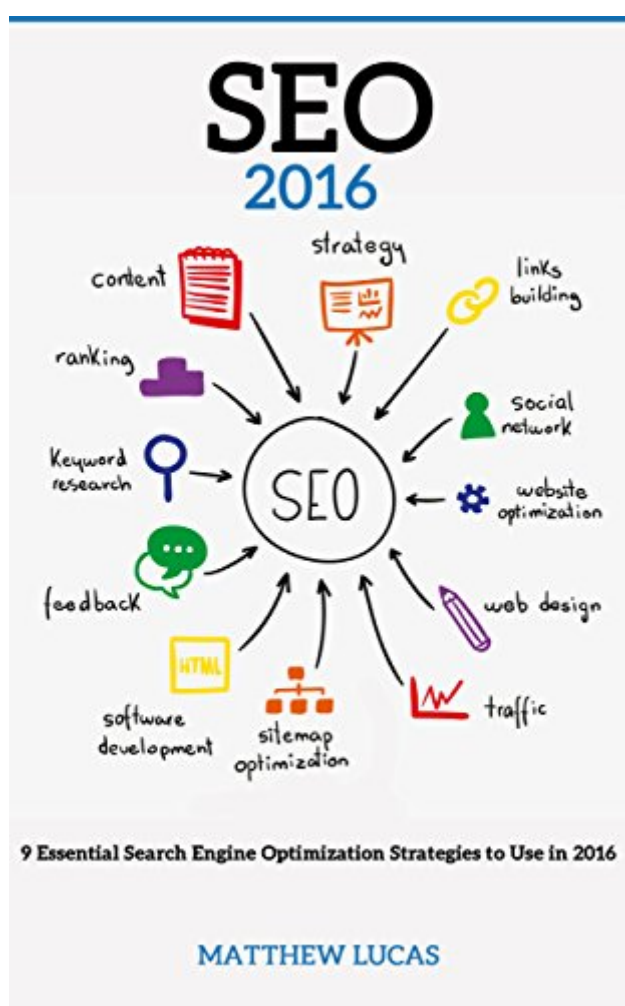 SEO
2016
strategy
content
links
building
ranking
social
network
Keyword
research
SEO
website
optimization
feedback
web design
HTML
software
development
sitemap
optimization
traffic
9 Essential Search Engine Optimization Strategies to Use in 2016
MATTHEW LUCAS